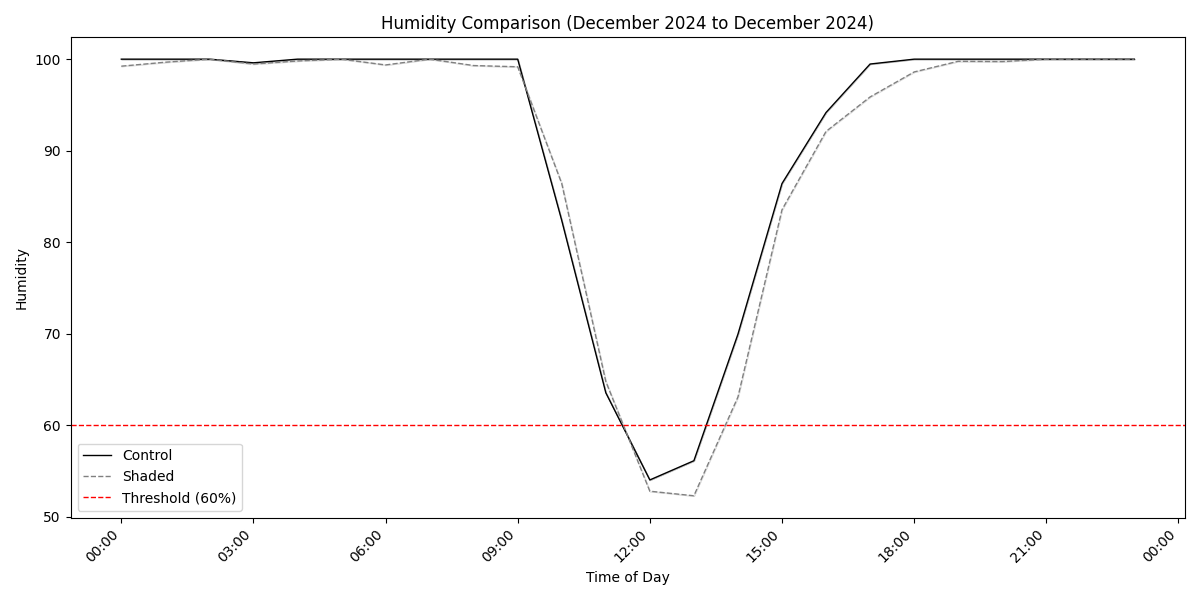 Humidity Comparison (December 2024 to December 2024)
100
90
80
70
60
50
Humidity
Control
Shaded
Threshold (60%)
00:00
03:00
06:00
09:00
12:00
15:00
18:00
21:00
00:00
Time of Day